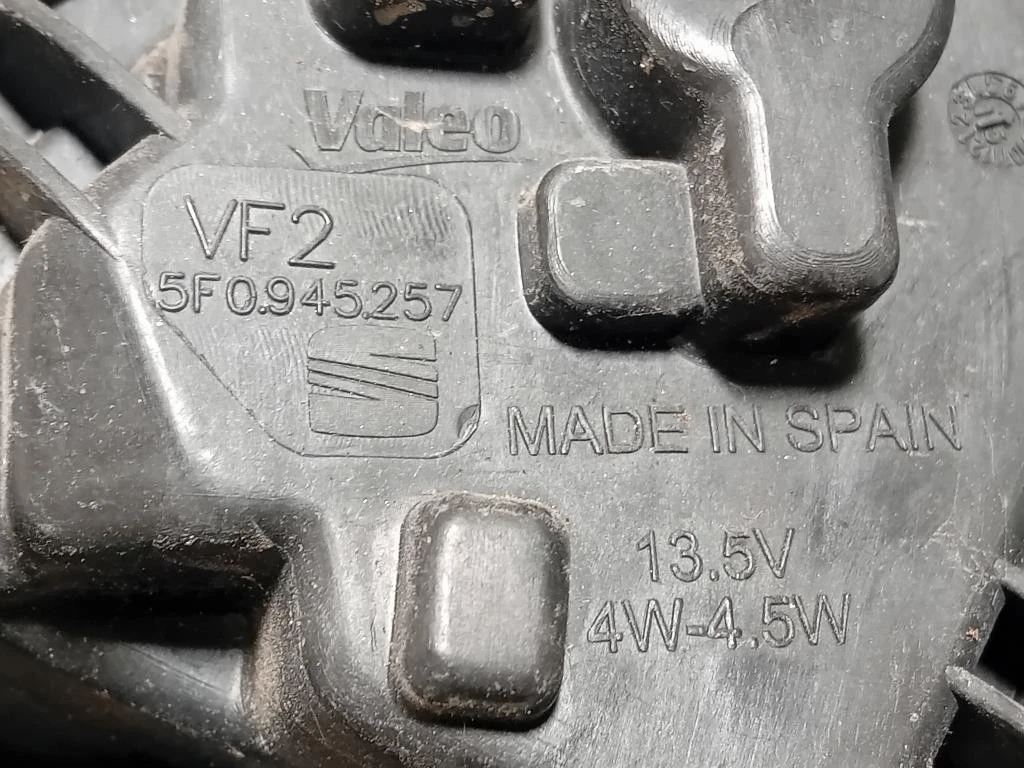 Valeo
VF2
5F0.945.257
MADE IN SPAIN
13.5V
4W-4.5W